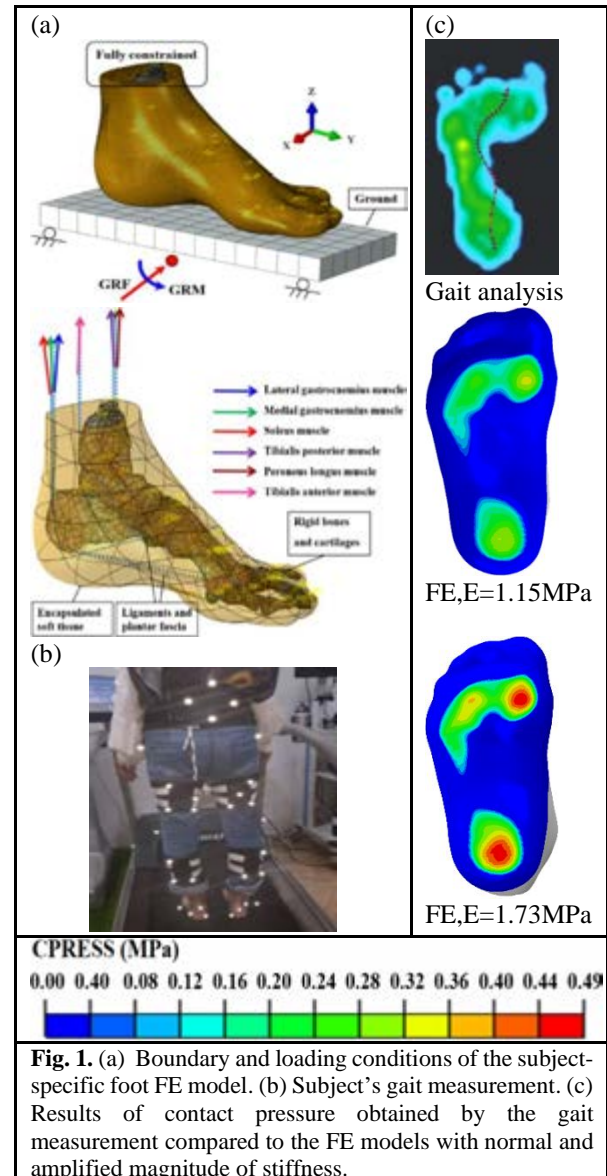 (a)
Fully constrained
Z
X
Y
Ground
GRF
GRM
Lateral gastrocnemius muscle
Medial gastrocnemius muscle
Soleus muscle
Tibialis posterior muscle
Peroneus longus muscle
Tibialis anterior muscle
Rigid bones
and cartilages
Encapsulated
soft tissue
Ligaments and
plantar fascia
(b)
(c)
Gait analysis
FE,E=1.15MPa
FE,E=1.73MPa
CPRESS (MPa)
0.00 0.40 0.08 0.12 0.16 0.20 0.24 0.28 0.32 0.36 0.40 0.44 0.49
Fig. 1. (a) Boundary and loading conditions of the subject-
specific foot FE model. (b) Subject's gait measurement. (c)
Results of contact pressure obtained by the gait
measurement compared to the FE models with normal and
amplified magnitude of stiffness.